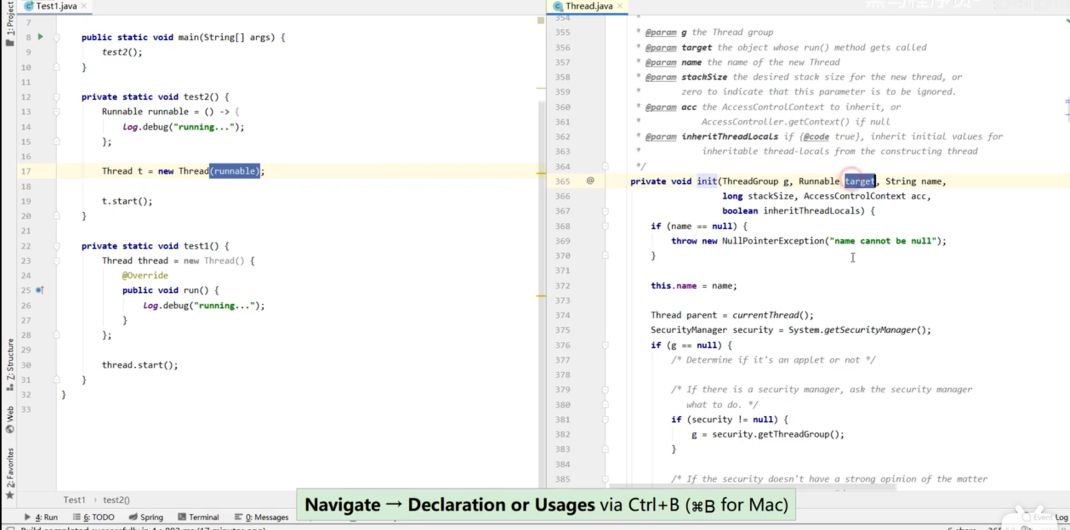 Test1.java
Thread.java
7
8 public static void main(String[] args) {
9 test2();
10 }
11
12 private static void test2() {
13 Runnable runnable = () -> {
14 log.debug("running...");
15 };
16
17 Thread t = new Thread(runnable);
18
19 t.start();
20 }
21
22 private static void test1() {
23 Thread thread = new Thread() {
24 @Override
25 public void run() {
26 log.debug("running...");
27 }
28 };
29
30 thread.start();
31 }
32 }
33
354 *
355 * @param g the Thread group
356 * @param target the object whose run() method gets called
357 * @param name the name of the new Thread
358 * @param stackSize the desired stack size for the new thread, or
359 * zero to indicate that this parameter is to be ignored.
360 * @param acc the AccessControlContext to inherit, or
361 * AccessController.getContext() if null
362 * @param inheritThreadLocals if {@code true}, inherit initial values for
363 * inheritable thread-locals from the constructing thread
364 */
365 @ private void init(ThreadGroup g, Runnable target, String name,
366 long stackSize, AccessControlContext acc,
367 boolean inheritThreadLocals) {
368 if (name == null) {
369 throw new NullPointerException("name cannot be null");
370 }
371
372 this.name = name;
373
374 Thread parent = currentThread();
375 SecurityManager security = System.getSecurityManager();
376 if (g == null) {
377 /* Determine if it's an applet or not */
378
379 /* If there is a security manager, ask the security manager
380 what to do. */
381 if (security != null) {
382 g = security.getThreadGroup();
383 }
384
385 /* If the security doesn't have a strong opinion of the matter
1: Project
7: Structure
Web
2: Favorites
Test1 › test2()
Navigate → Declaration or Usages via Ctrl+B (⌘B for Mac)
4: Run
6: TODO
Spring
Terminal
0: Messages
Event Log